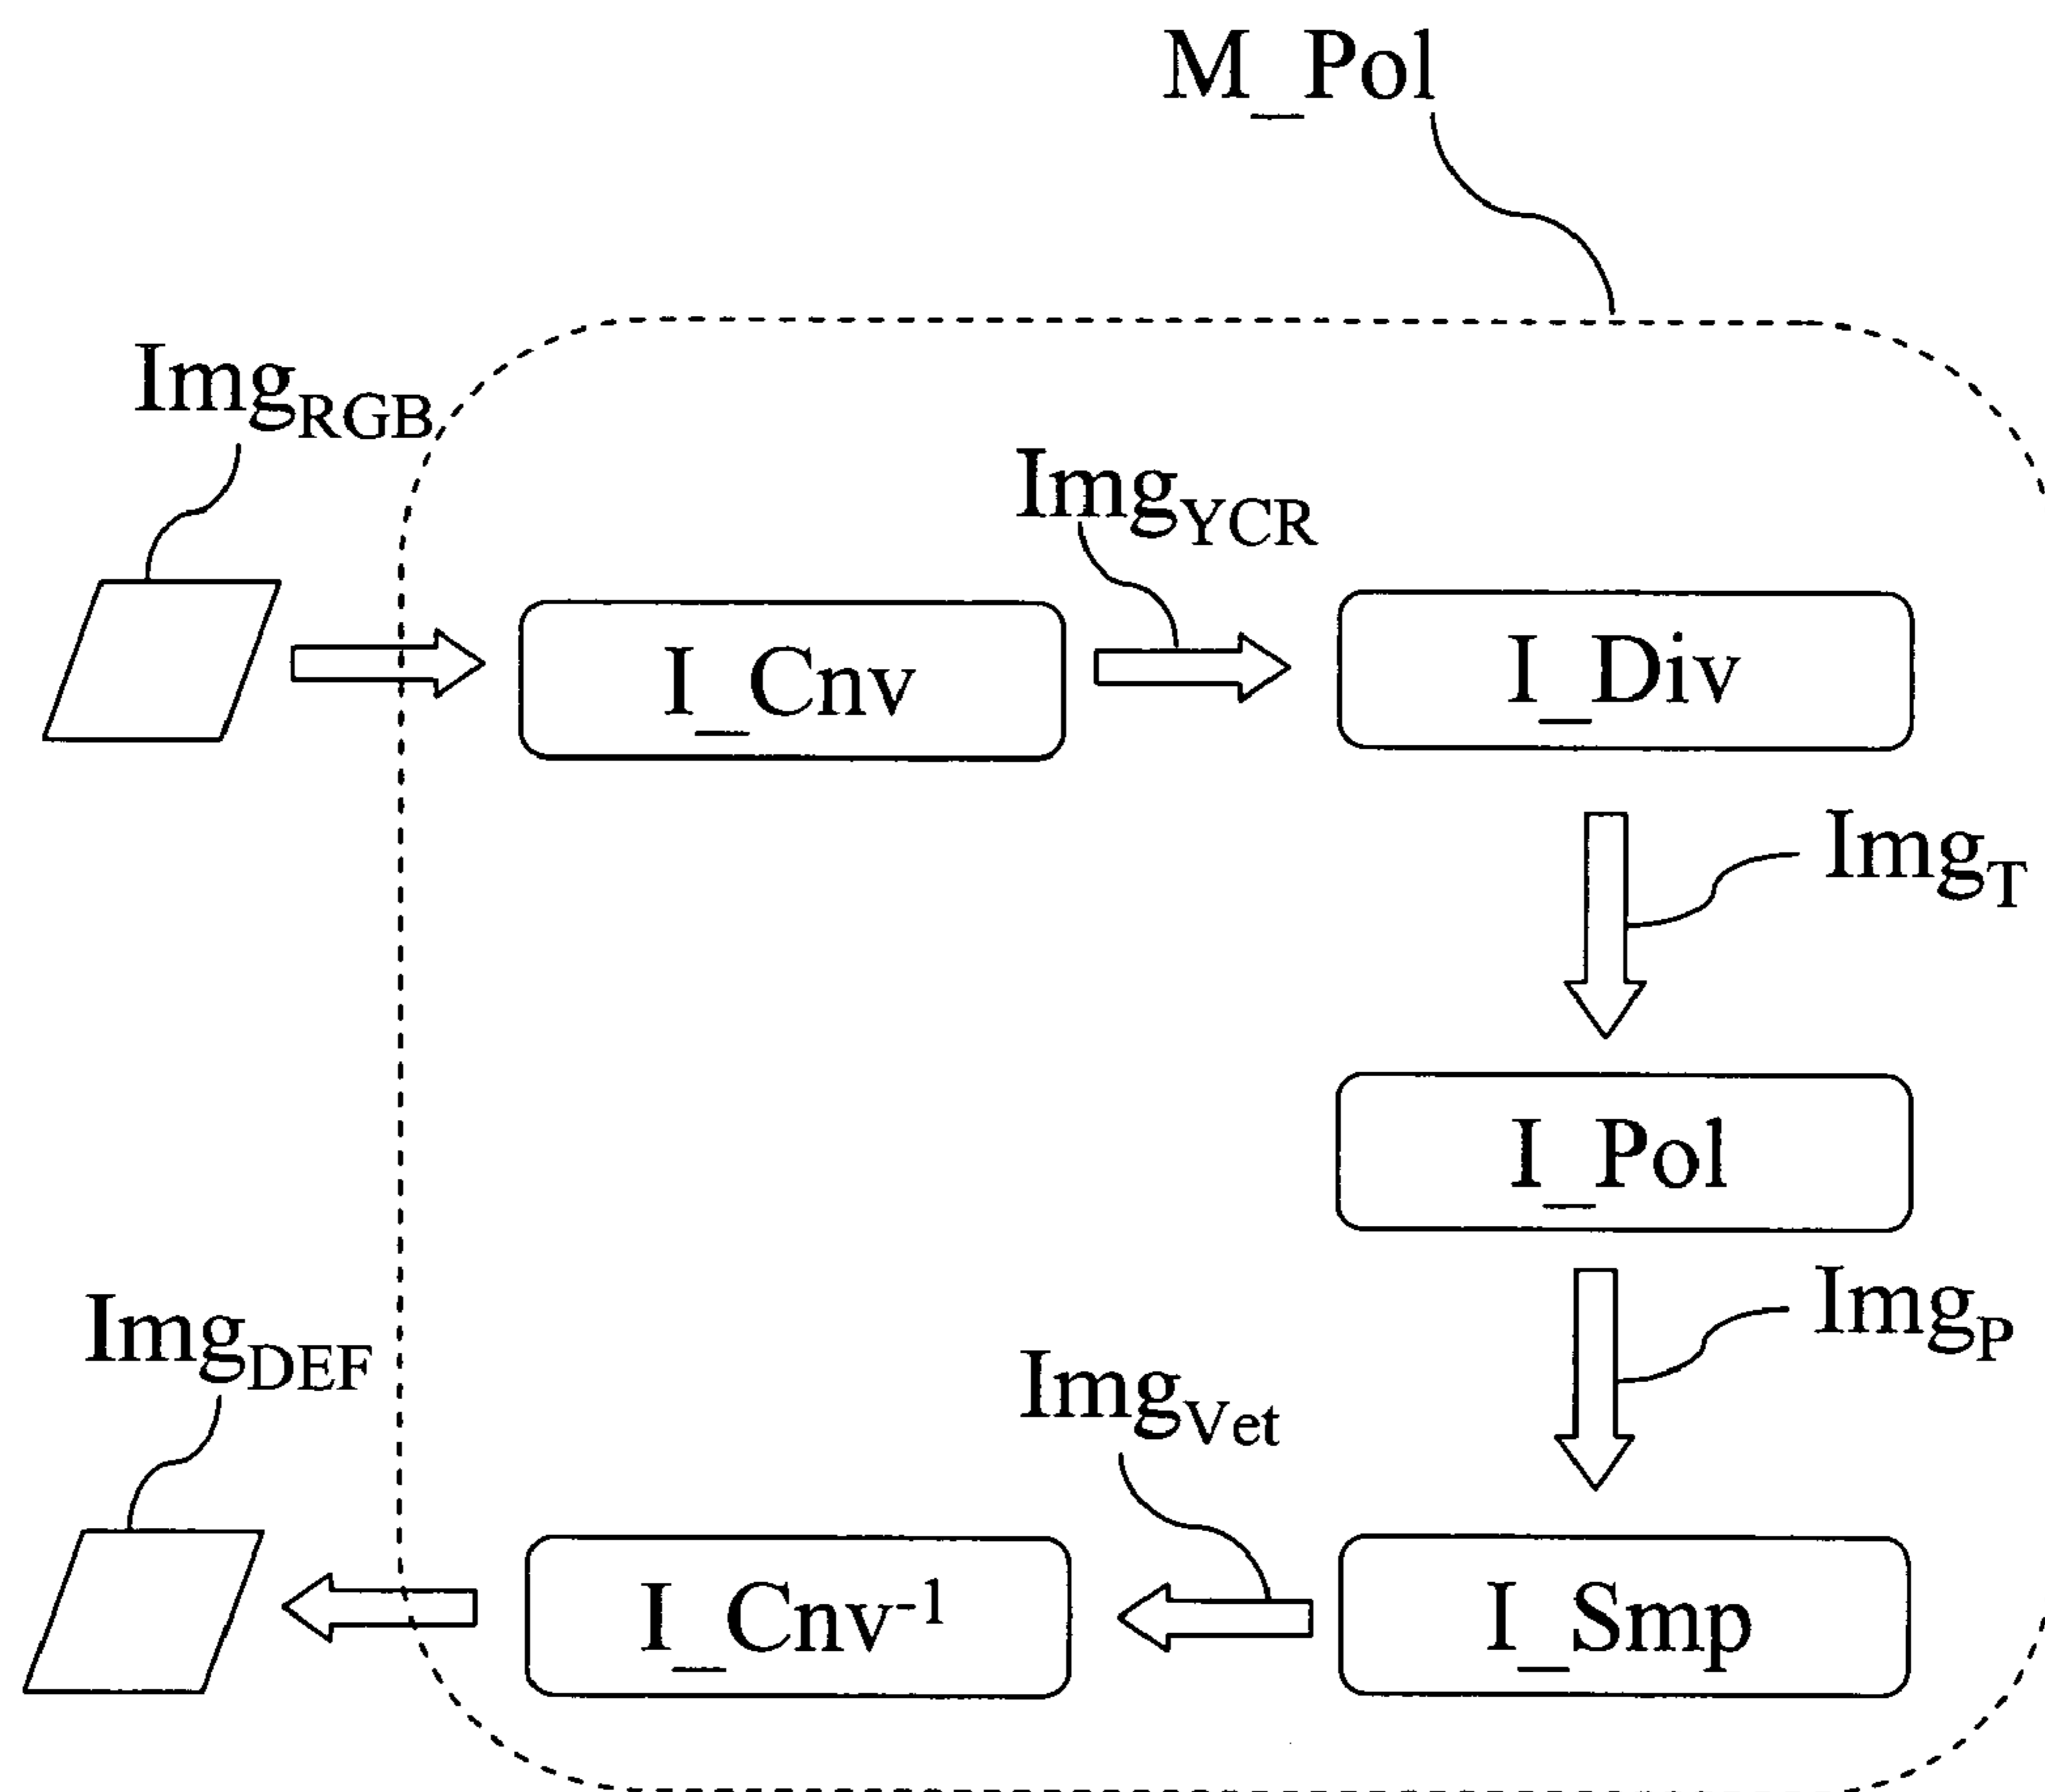 M_Pol
Img_RGB
Img_YCR
I_Cnv
I_Div
Img_T
I_Pol
Img_P
Img_DEF
Img_Vet
I_Cnv⁻¹
I_Smp